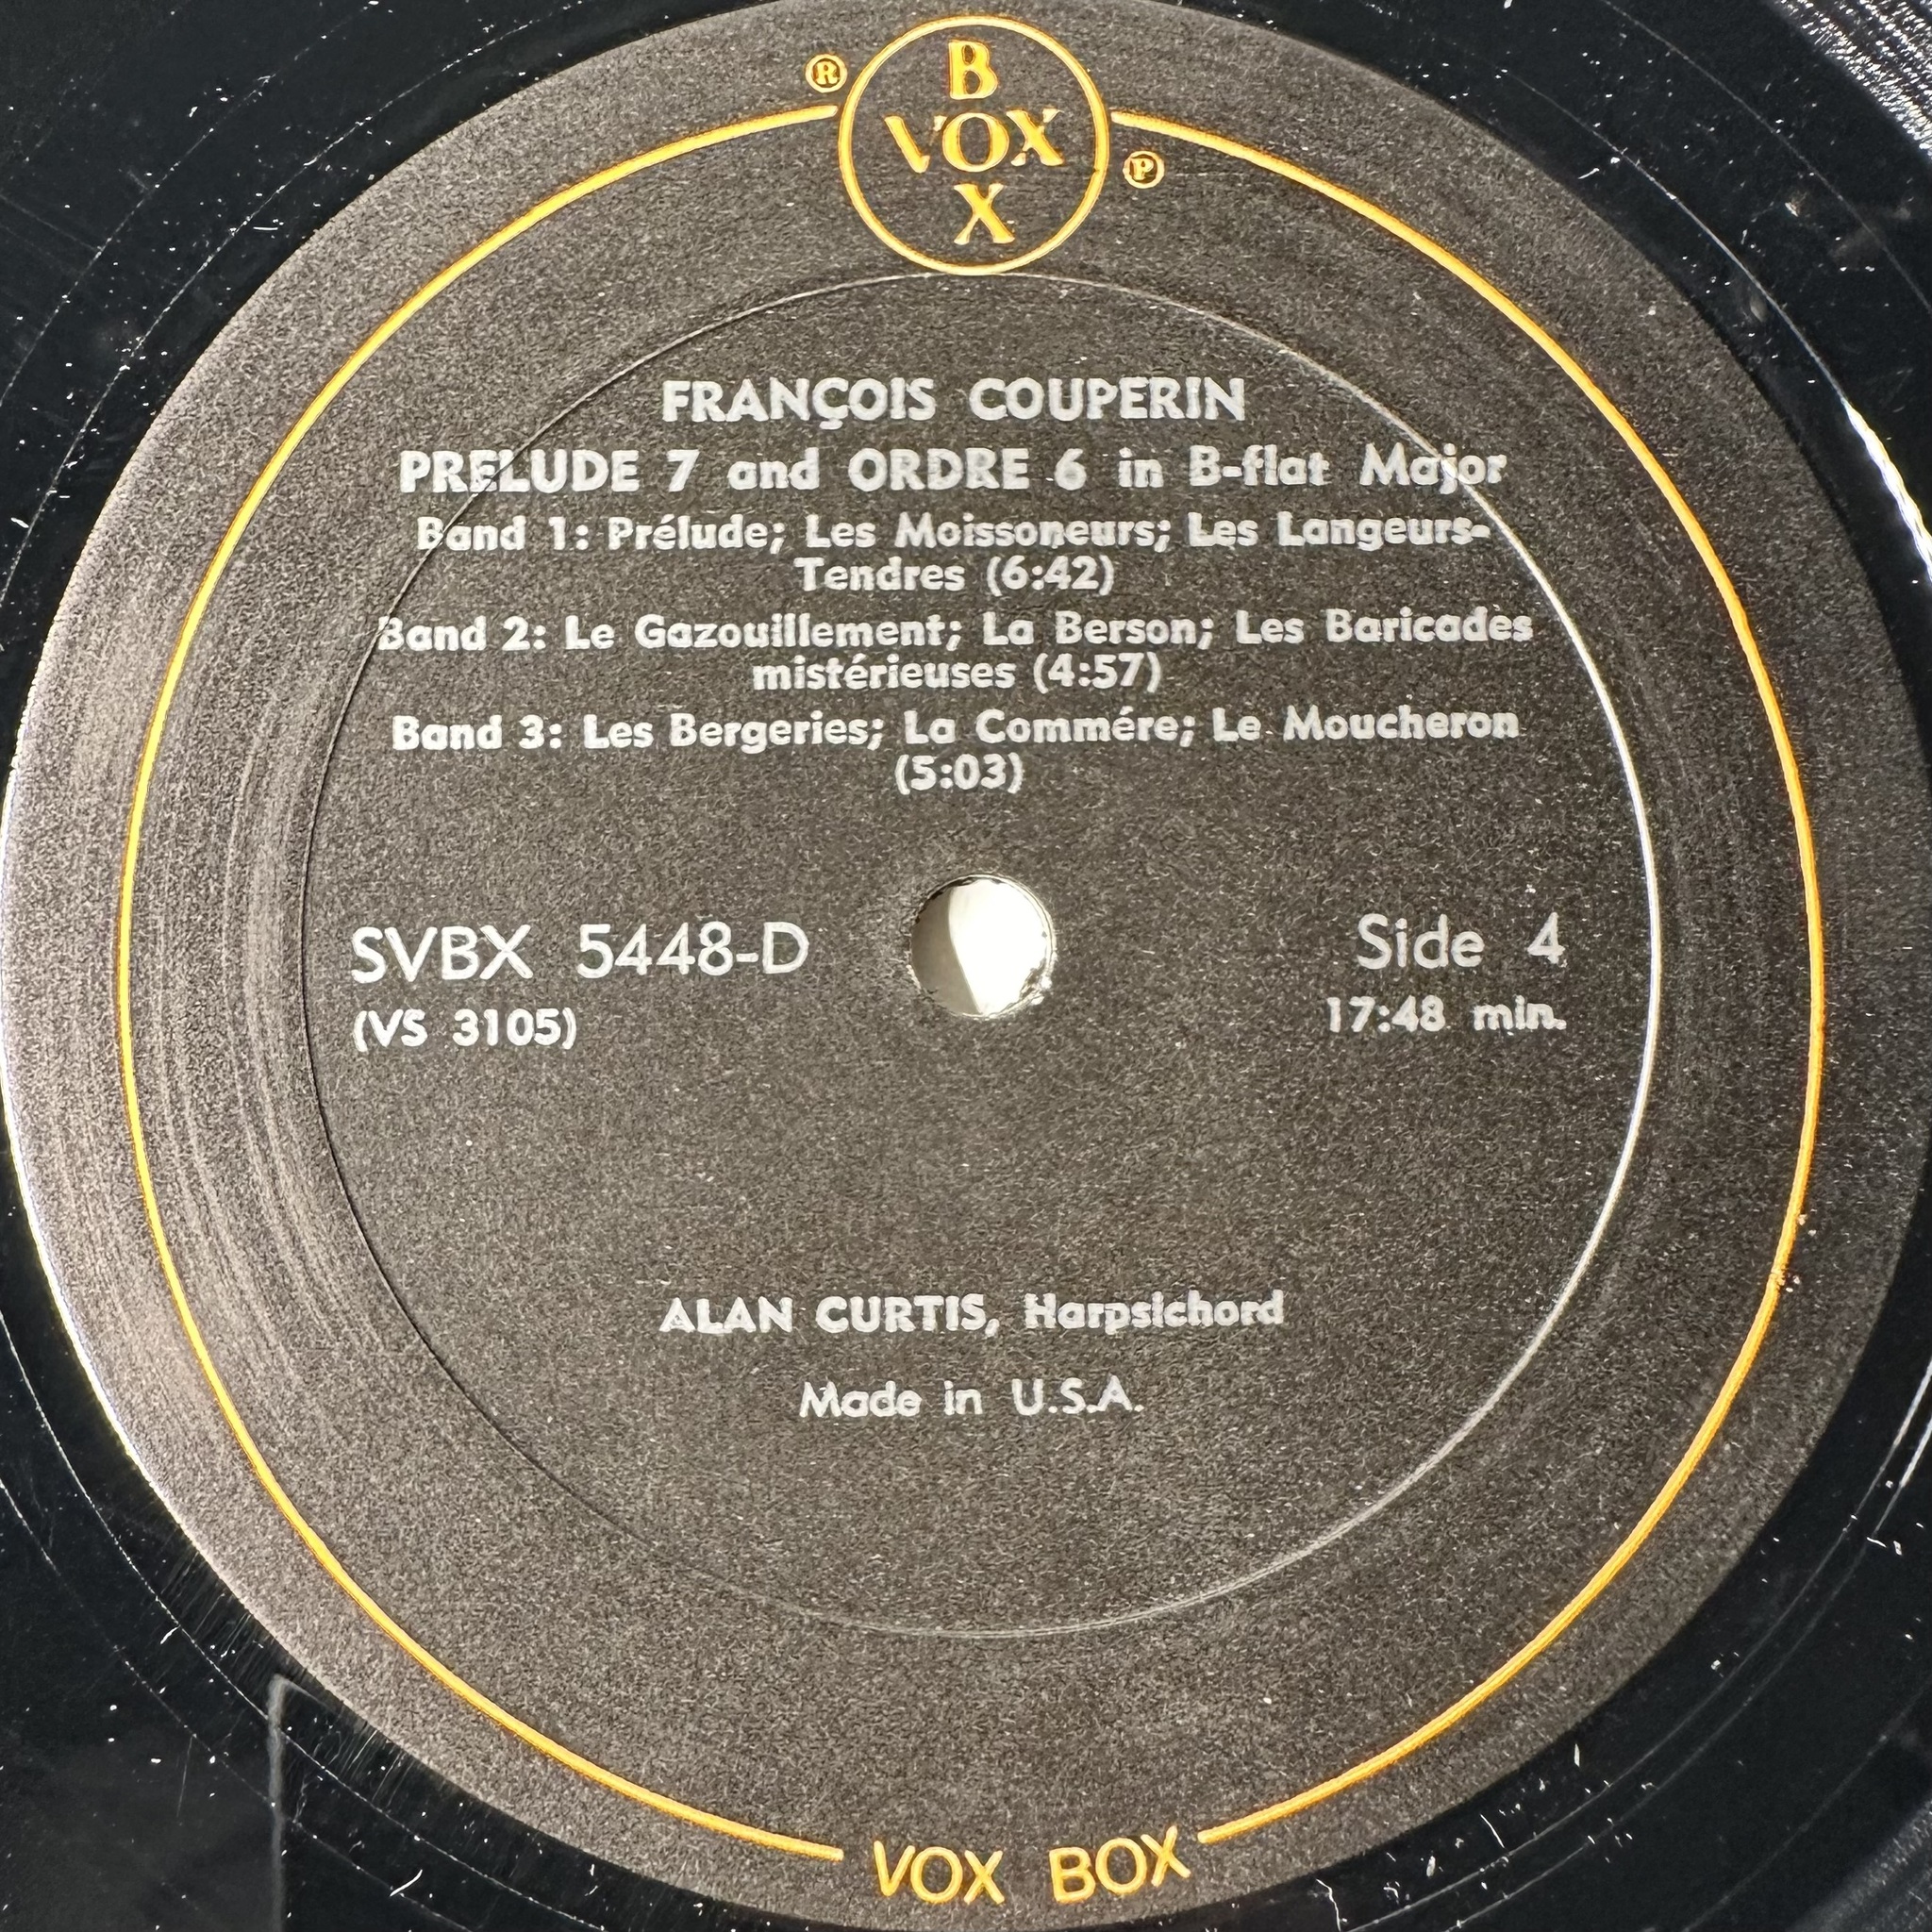 ®
B
VOX
X
℗
FRANÇOIS COUPERIN
PRELUDE 7 and ORDRE 6 in B-flat Major
Band 1: Prélude; Les Moissoneurs; Les Langeurs-
Tendres (6:42)
Band 2: Le Gazouillement; La Berson; Les Baricades
mistérieuses (4:57)
Band 3: Les Bergeries; La Commére; Le Moucheron
(5:03)
SVBX 5448-D
Side 4
(VS 3105)
17:48 min.
ALAN CURTIS, Harpsichord
Made in U.S.A.
VOX BOX